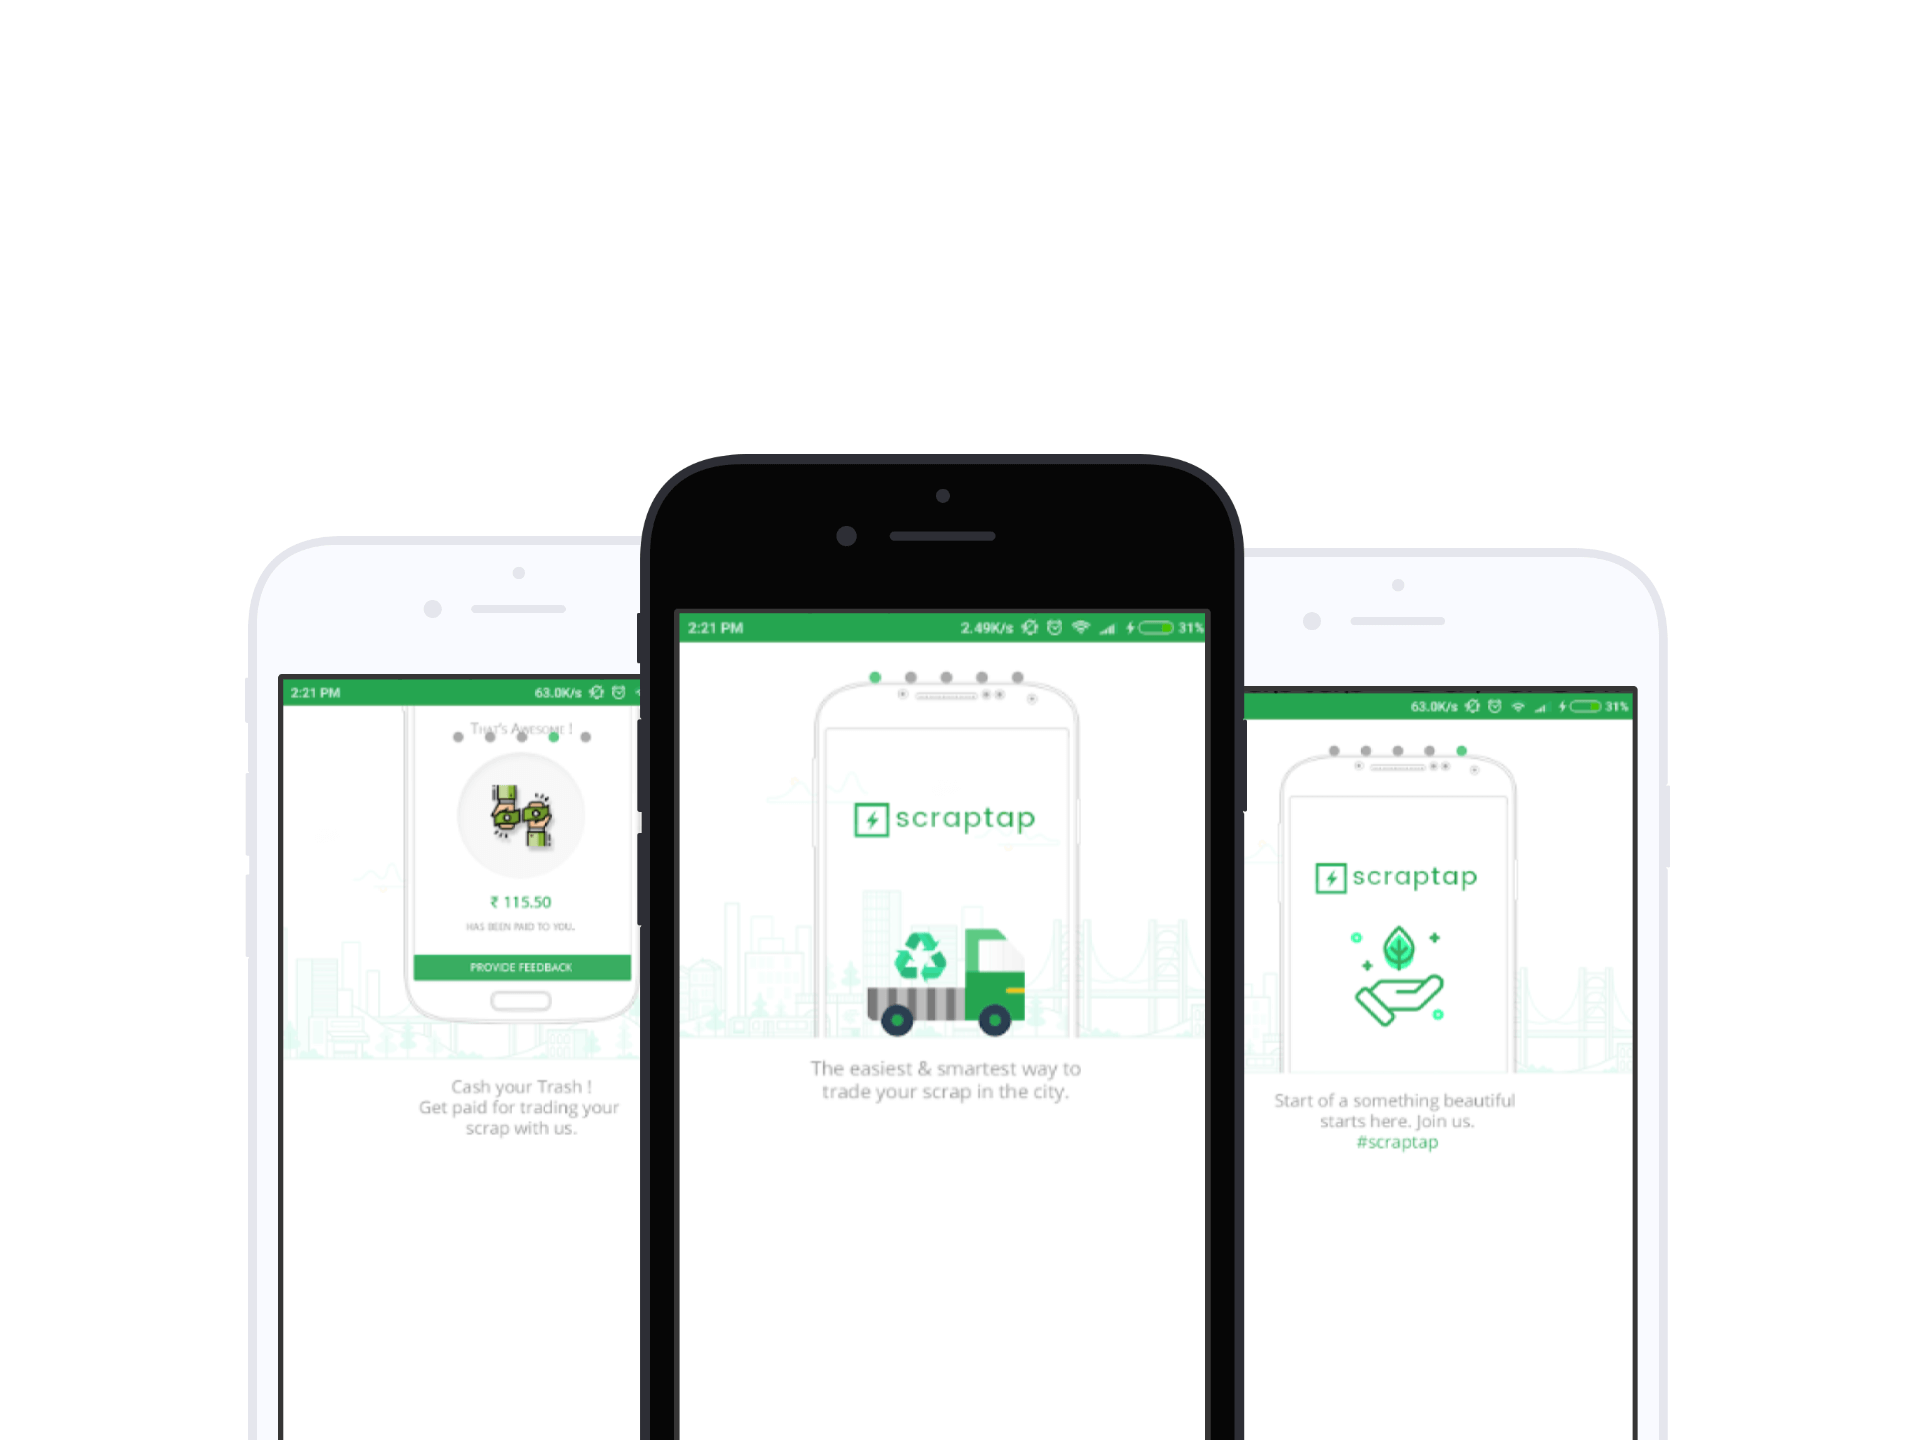 2:21 PM 63.0K/s
THAT'S AWESOME !
₹ 115.50
HAS BEEN PAID TO YOU.
PROVIDE FEEDBACK
Cash your Trash !
Get paid for trading your
scrap with us.
2:21 PM 2.49K/s 31%
scraptap
The easiest & smartest way to
trade your scrap in the city.
63.0K/s 31%
scraptap
Start of a something beautiful
starts here. Join us.
#scraptap